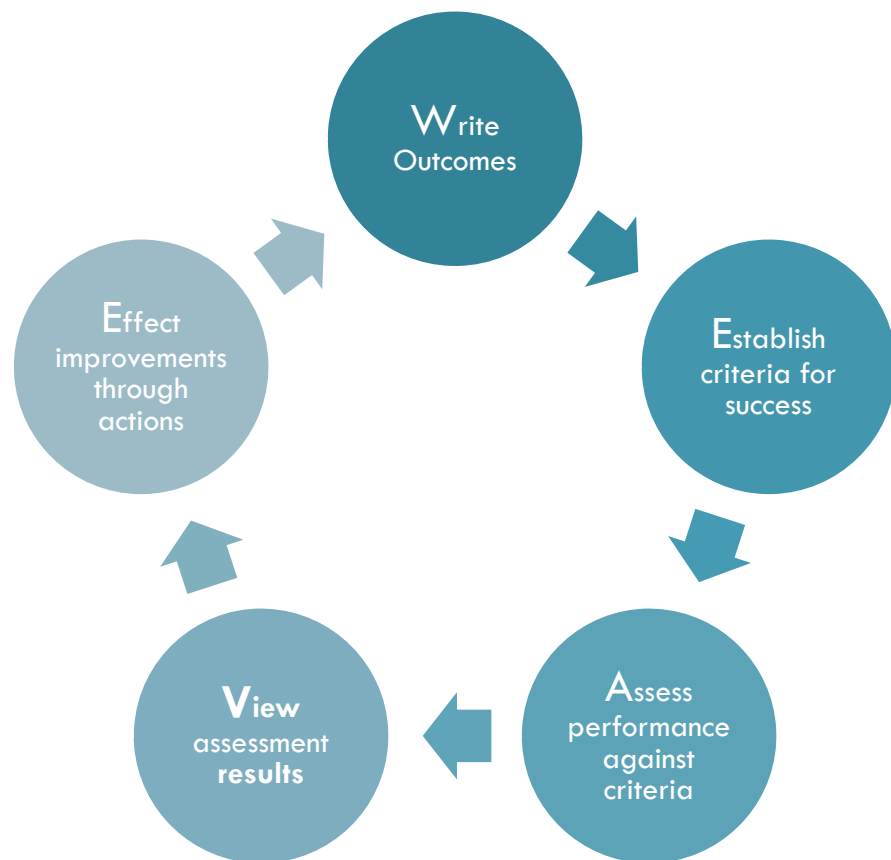 Write
Outcomes
Establish
criteria for
success
Assess
performance
against
criteria
View
assessment
results
Effect
improvements
through
actions